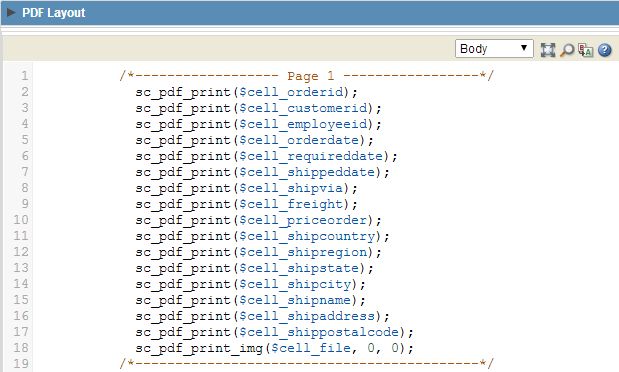 PDF Layout
Body
1 /*------------------ Page 1 -----------------*/
2 sc_pdf_print($cell_orderid);
3 sc_pdf_print($cell_customerid);
4 sc_pdf_print($cell_employeeid);
5 sc_pdf_print($cell_orderdate);
6 sc_pdf_print($cell_requireddate);
7 sc_pdf_print($cell_shippeddate);
8 sc_pdf_print($cell_shipvia);
9 sc_pdf_print($cell_freight);
10 sc_pdf_print($cell_priceorder);
11 sc_pdf_print($cell_shipcountry);
12 sc_pdf_print($cell_shipregion);
13 sc_pdf_print($cell_shipstate);
14 sc_pdf_print($cell_shipcity);
15 sc_pdf_print($cell_shipname);
16 sc_pdf_print($cell_shipaddress);
17 sc_pdf_print($cell_shippostalcode);
18 sc_pdf_print_img($cell_file, 0, 0);
19 /*-------------------------------------------*/